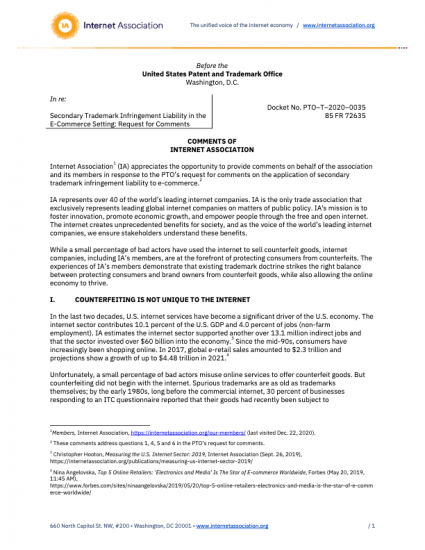 IA Internet Association
The unified voice of the internet economy / www.internetassociation.org
Before the
United States Patent and Trademark Office
Washington, D.C.
In re:
Secondary Trademark Infringement Liability in the
E-Commerce Setting: Request for Comments
Docket No. PTO–T–2020–0035
85 FR 72635
COMMENTS OF
INTERNET ASSOCIATION
Internet Association1 (IA) appreciates the opportunity to provide comments on behalf of the association
and its members in response to the PTO's request for comments on the application of secondary
trademark infringement liability to e-commerce.2
IA represents over 40 of the world's leading internet companies. IA is the only trade association that
exclusively represents leading global internet companies on matters of public policy. IA's mission is to
foster innovation, promote economic growth, and empower people through the free and open internet.
The internet creates unprecedented benefits for society, and as the voice of the world's leading internet
companies, we ensure stakeholders understand these benefits.
While a small percentage of bad actors have used the internet to sell counterfeit goods, internet
companies, including IA's members, are at the forefront of protecting consumers from counterfeits. The
experiences of IA's members demonstrate that existing trademark doctrine strikes the right balance
between protecting consumers and brand owners from counterfeit goods, while also allowing the online
economy to thrive.
I. COUNTERFEITING IS NOT UNIQUE TO THE INTERNET
In the last two decades, U.S. internet services have become a significant driver of the U.S. economy. The
internet sector contributes 10.1 percent of the U.S. GDP and 4.0 percent of jobs (non-farm
employment). IA estimates the internet sector supported another over 13.1 million indirect jobs and
that the sector invested over $60 billion into the economy.3 Since the mid-90s, consumers have
increasingly been shopping online. In 2017, global e-retail sales amounted to $2.3 trillion and
projections show a growth of up to $4.48 trillion in 2021.4
Unfortunately, a small percentage of bad actors misuse online services to offer counterfeit goods. But
counterfeiting did not begin with the internet. Spurious trademarks are as old as trademarks
themselves; by the early 1980s, long before the commercial internet, 30 percent of businesses
responding to an ITC questionnaire reported that their goods had recently been subject to
1 Members, Internet Association, https://internetassociation.org/our-members/ (last visited Dec. 22, 2020).
2 These comments address questions 1, 4, 5 and 6 in the PTO's request for comments.
3 Christopher Hooton, Measuring the U.S. Internet Sector: 2019, Internet Association (Sept. 26, 2019),
https://internetassociation.org/publications/measuring-us-internet-sector-2019/
4 Nina Angelovska, Top 5 Online Retailers: 'Electronics and Media' Is The Star of E-commerce Worldwide, Forbes (May 20, 2019,
11:45 AM),
https://www.forbes.com/sites/ninaangelovska/2019/05/20/top-5-online-retailers-electronics-and-media-is-the-star-of-e-comm
erce-worldwide/
660 North Capitol St. NW, #200 • Washington, DC 20001 • www.internetassociation.org
/ 1